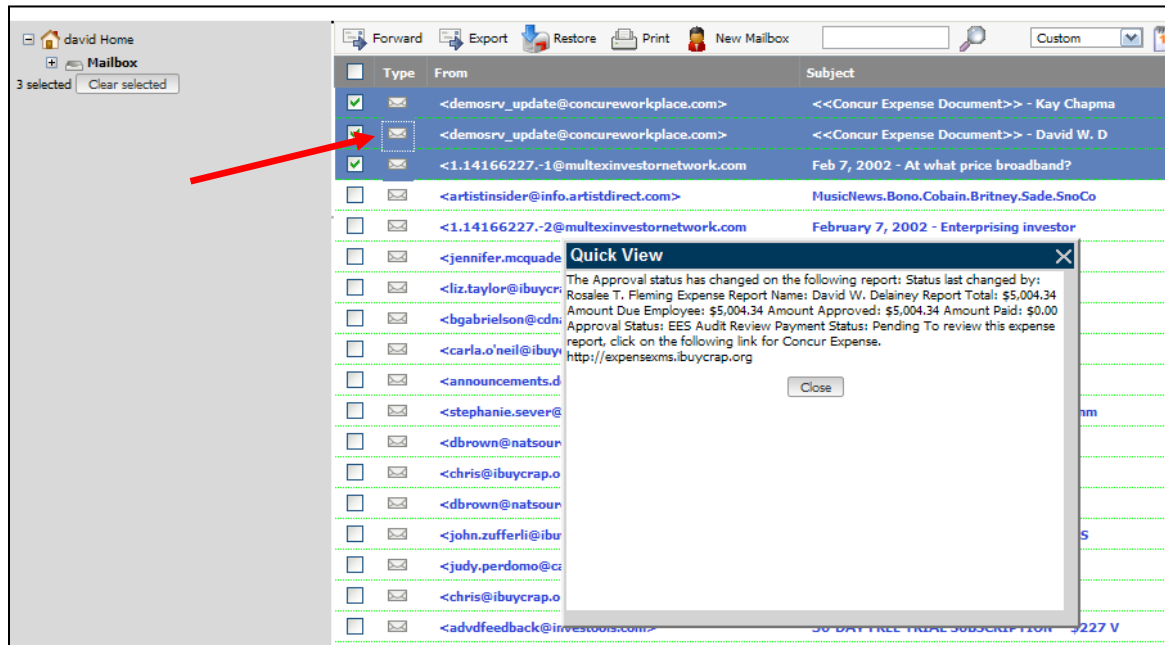 david Home
Mailbox
3 selected Clear selected
Forward Export Restore Print New Mailbox Custom
Type From Subject
<demosrv_update@concureworkplace.com> <<Concur Expense Document>> - Kay Chapma
<demosrv_update@concureworkplace.com> <<Concur Expense Document>> - David W. D
<1.14166227.-1@multexinvestornetwork.com Feb 7, 2002 - At what price broadband?
<artistinsider@info.artistdirect.com> MusicNews.Bono.Cobain.Britney.Sade.SnoCo
<1.14166227.-2@multexinvestornetwork.com February 7, 2002 - Enterprising investor
<jennifer.mcquade
<liz.taylor@ibuycr
<bgabrielson@cdn
<carla.o'neil@ibuy
<announcements.d
<stephanie.sever@ nm
<dbrown@natsour
<chris@ibuycrap.o
<dbrown@natsour
<john.zufferli@ibu S
<judy.perdomo@ca
<chris@ibuycrap.o
<advdfeedback@investools.com> 30-DAY FREE TRIAL SUBSCRIPTION - $227 V
Quick View
The Approval status has changed on the following report: Status last changed by:
Rosalee T. Fleming Expense Report Name: David W. Delainey Report Total: $5,004.34
Amount Due Employee: $5,004.34 Amount Approved: $5,004.34 Amount Paid: $0.00
Approval Status: EES Audit Review Payment Status: Pending To review this expense
report, click on the following link for Concur Expense.
http://expensexms.ibuycrap.org
Close